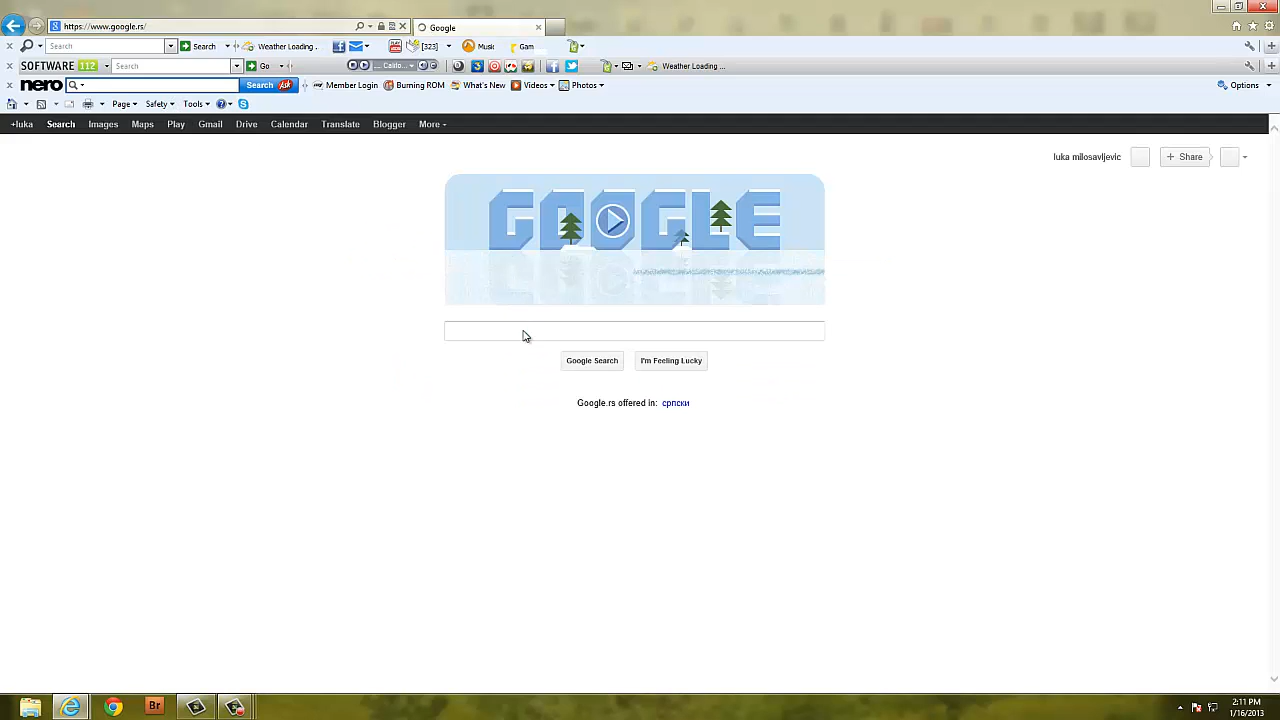 https://www.google.rs/
Google
Search
Search
Weather Loading .
[323]
Music
Gam
SOFTWARE 112
Search
Go
Weather Loading ...
nero
Search
Member Login
Burning ROM
What's New
Videos
Photos
Options
Page
Safety
Tools
+luka
Search
Images
Maps
Play
Gmail
Drive
Calendar
Translate
Blogger
More
luka milosavljevic
+ Share
GOOGLE
Google Search
I'm Feeling Lucky
Google.rs offered in: српски
Br
2:11 PM
1/16/2013